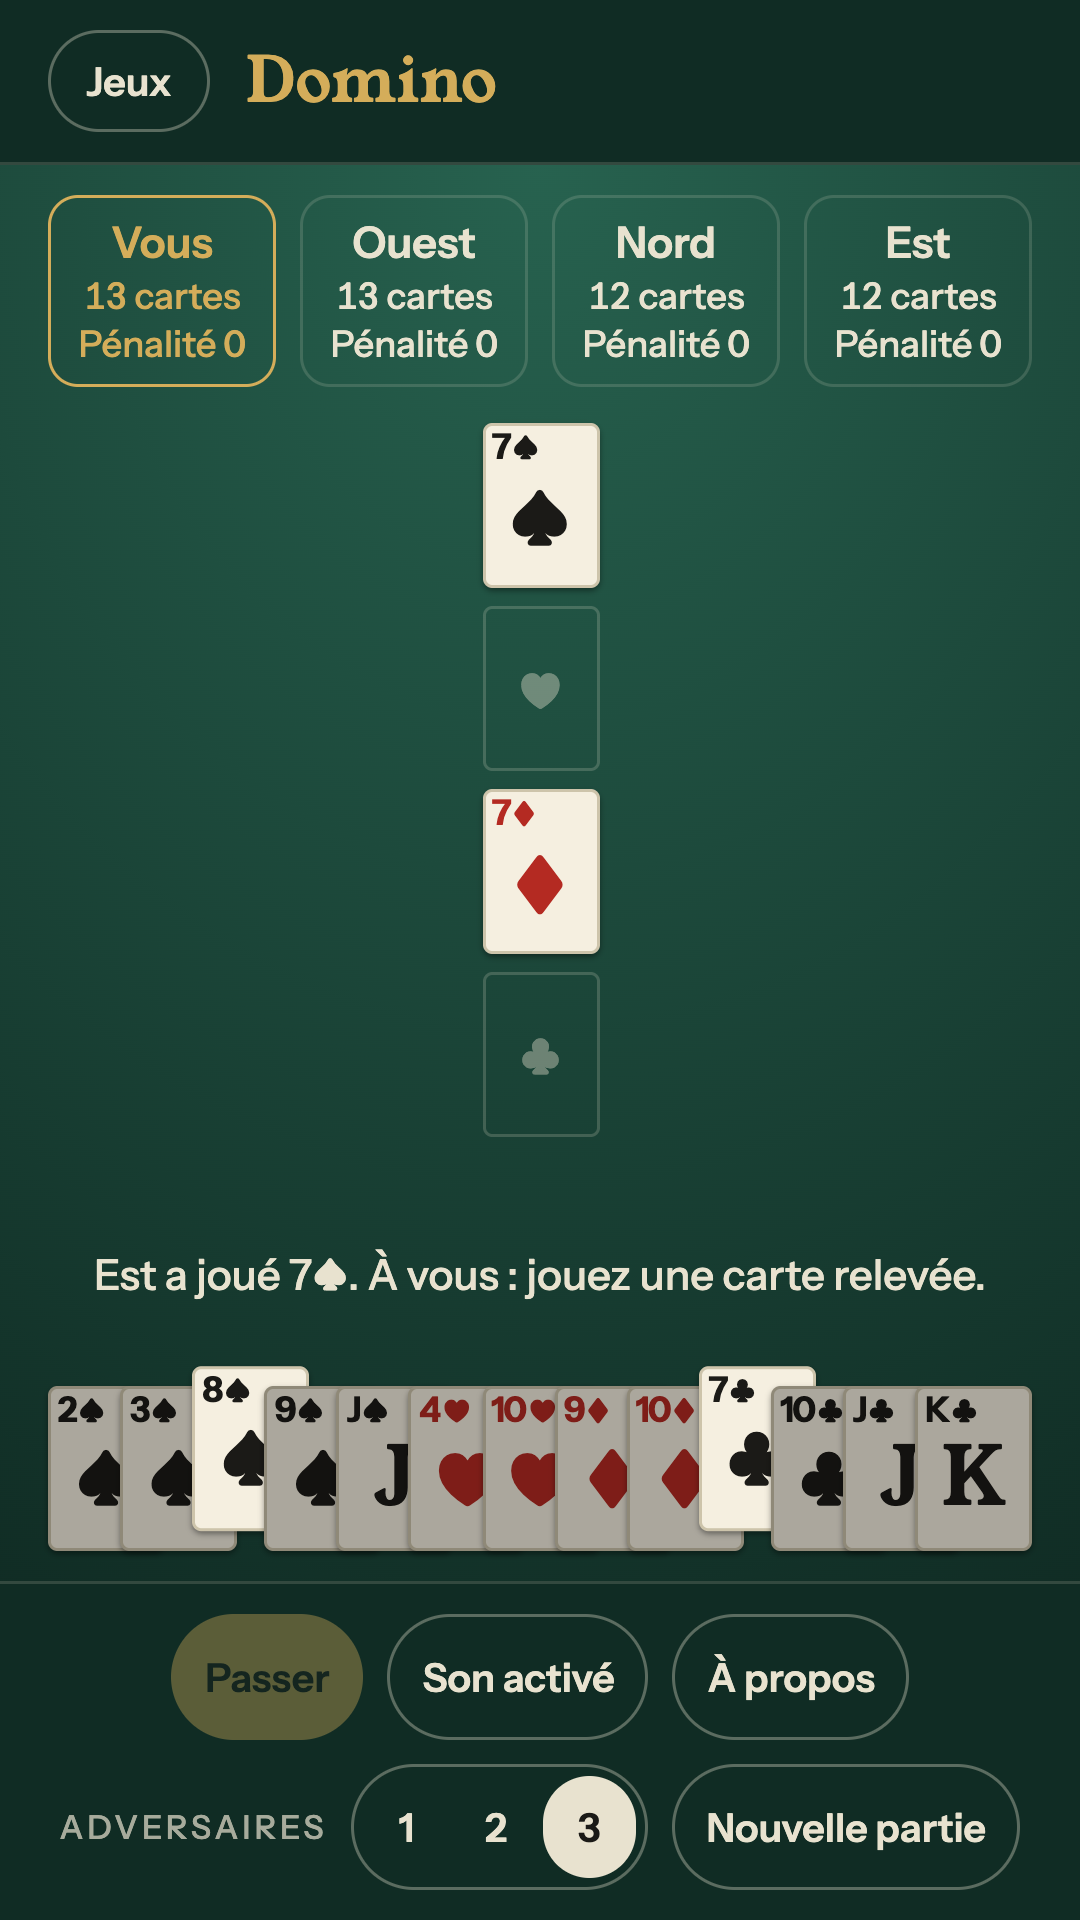 Jeux
Domino
Vous
13 cartes
Pénalité 0
Ouest
13 cartes
Pénalité 0
Nord
12 cartes
Pénalité 0
Est
12 cartes
Pénalité 0
7♠
7♦
Est a joué 7♠. À vous : jouez une carte relevée.
2♠
3♠
8♠
9♠
J♠
J
4♥
10♥
9♦
10♦
7♣
10♣
J♣
J
K♣
K
Passer
Son activé
À propos
ADVERSAIRES
1
2
3
Nouvelle partie